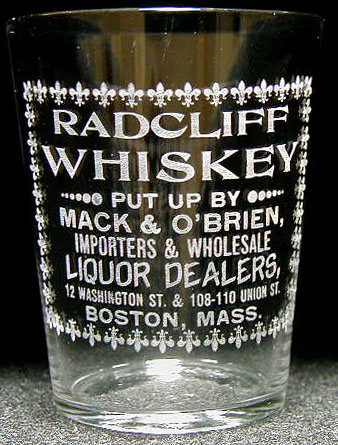 RADCLIFF
WHISKEY
PUT UP BY
MACK & O'BRIEN,
IMPORTERS & WHOLESALE
LIQUOR DEALERS,
12 WASHINGTON ST. & 108-110 UNION ST.
BOSTON, MASS.